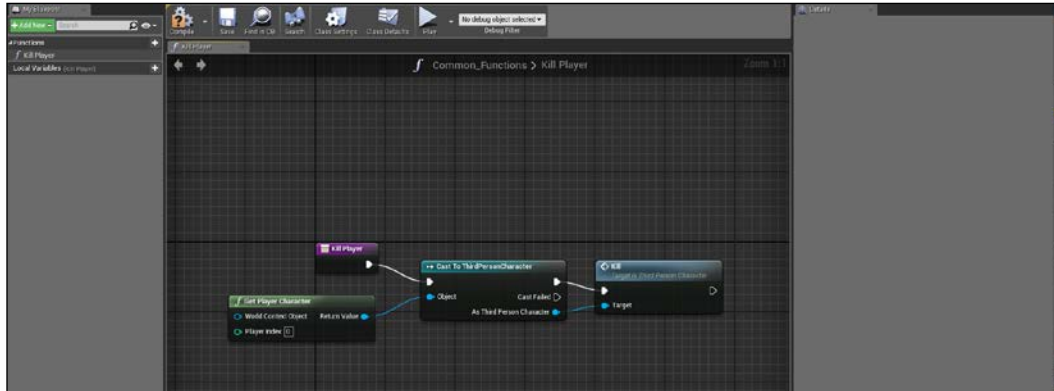 My Blueprint
+Add New
Search
Functions
Kill Player
Local Variables (Kill Player)
Compile
Save
Find in CB
Search
Class Settings
Class Defaults
Play
No debug object selected
Debug Filter
Kill Player
Common_Functions > Kill Player
Zoom 1:1
Kill Player
Get Player Character
World Context Object Return Value
Player Index 0
Cast To ThirdPersonCharacter
Object Cast Failed
As Third Person Character
Kill
Target is Third Person Character
Target
Details